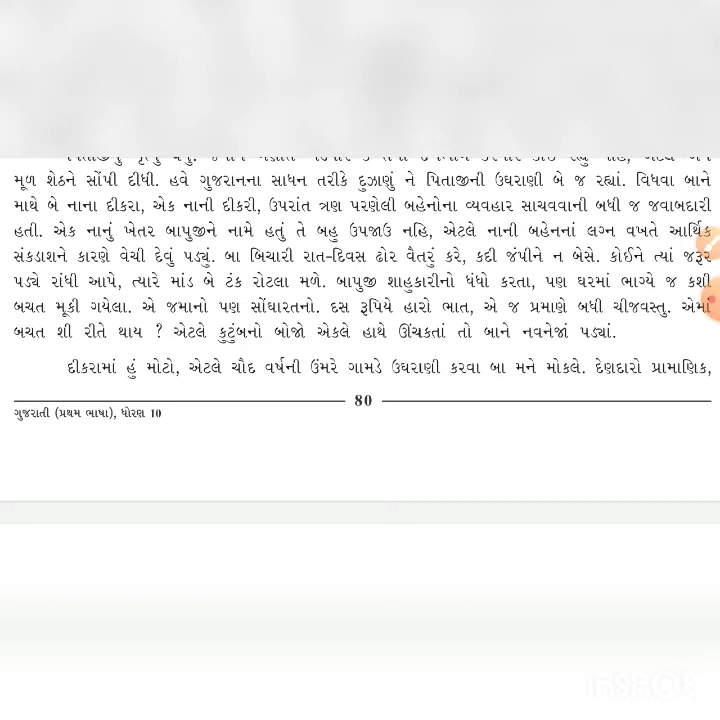 મૂળ શેઠને સોંપી દીધી. હવે ગુજરાનના સાધન તરીકે દુઝાણું ને પિતાજીની ઉઘરાણી બે જ રહ્યાં. વિધવા બાને
માથે બે નાના દીકરા, એક નાની દીકરી, ઉપરાંત ત્રણ પરણેલી બહેનોના વ્યવહાર સાચવવાની બધી જ જવાબદારી
હતી. એક નાનું ખેતર બાપુજીને નામે હતું તે બહુ ઉપજાઉ નહિ, એટલે નાની બહેનનાં લગ્ન વખતે આર્થિક
સંકડાશને કારણે વેચી દેવું પડ્યું. બા બિચારી રાત-દિવસ ઢોર વૈતરું કરે, કદી જંપીને ન બેસે. કોઈને ત્યાં જરૂર
પડ્યે રાંધી આપે, ત્યારે માંડ બે ટંક રોટલા મળે. બાપુજી શાહુકારીનો ધંધો કરતા, પણ ઘરમાં ભાગ્યે જ કશી
બચત મૂકી ગયેલા. એ જમાનો પણ સોંઘારતનો. દસ રૂપિયે હારો ભાત, એ જ પ્રમાણે બધી ચીજવસ્તુ. એમાં
બચત શી રીતે થાય ? એટલે કુટુંબનો બોજો એકલે હાથે ઊંચકતાં તો બાને નવનેજાં પડ્યાં.
દીકરામાં હું મોટો, એટલે ચૌદ વર્ષની ઉંમરે ગામડે ઉઘરાણી કરવા બા મને મોકલે. દેણદારો પ્રામાણિક,
80
ગુજરાતી (પ્રથમ ભાષા), ધોરણ 10